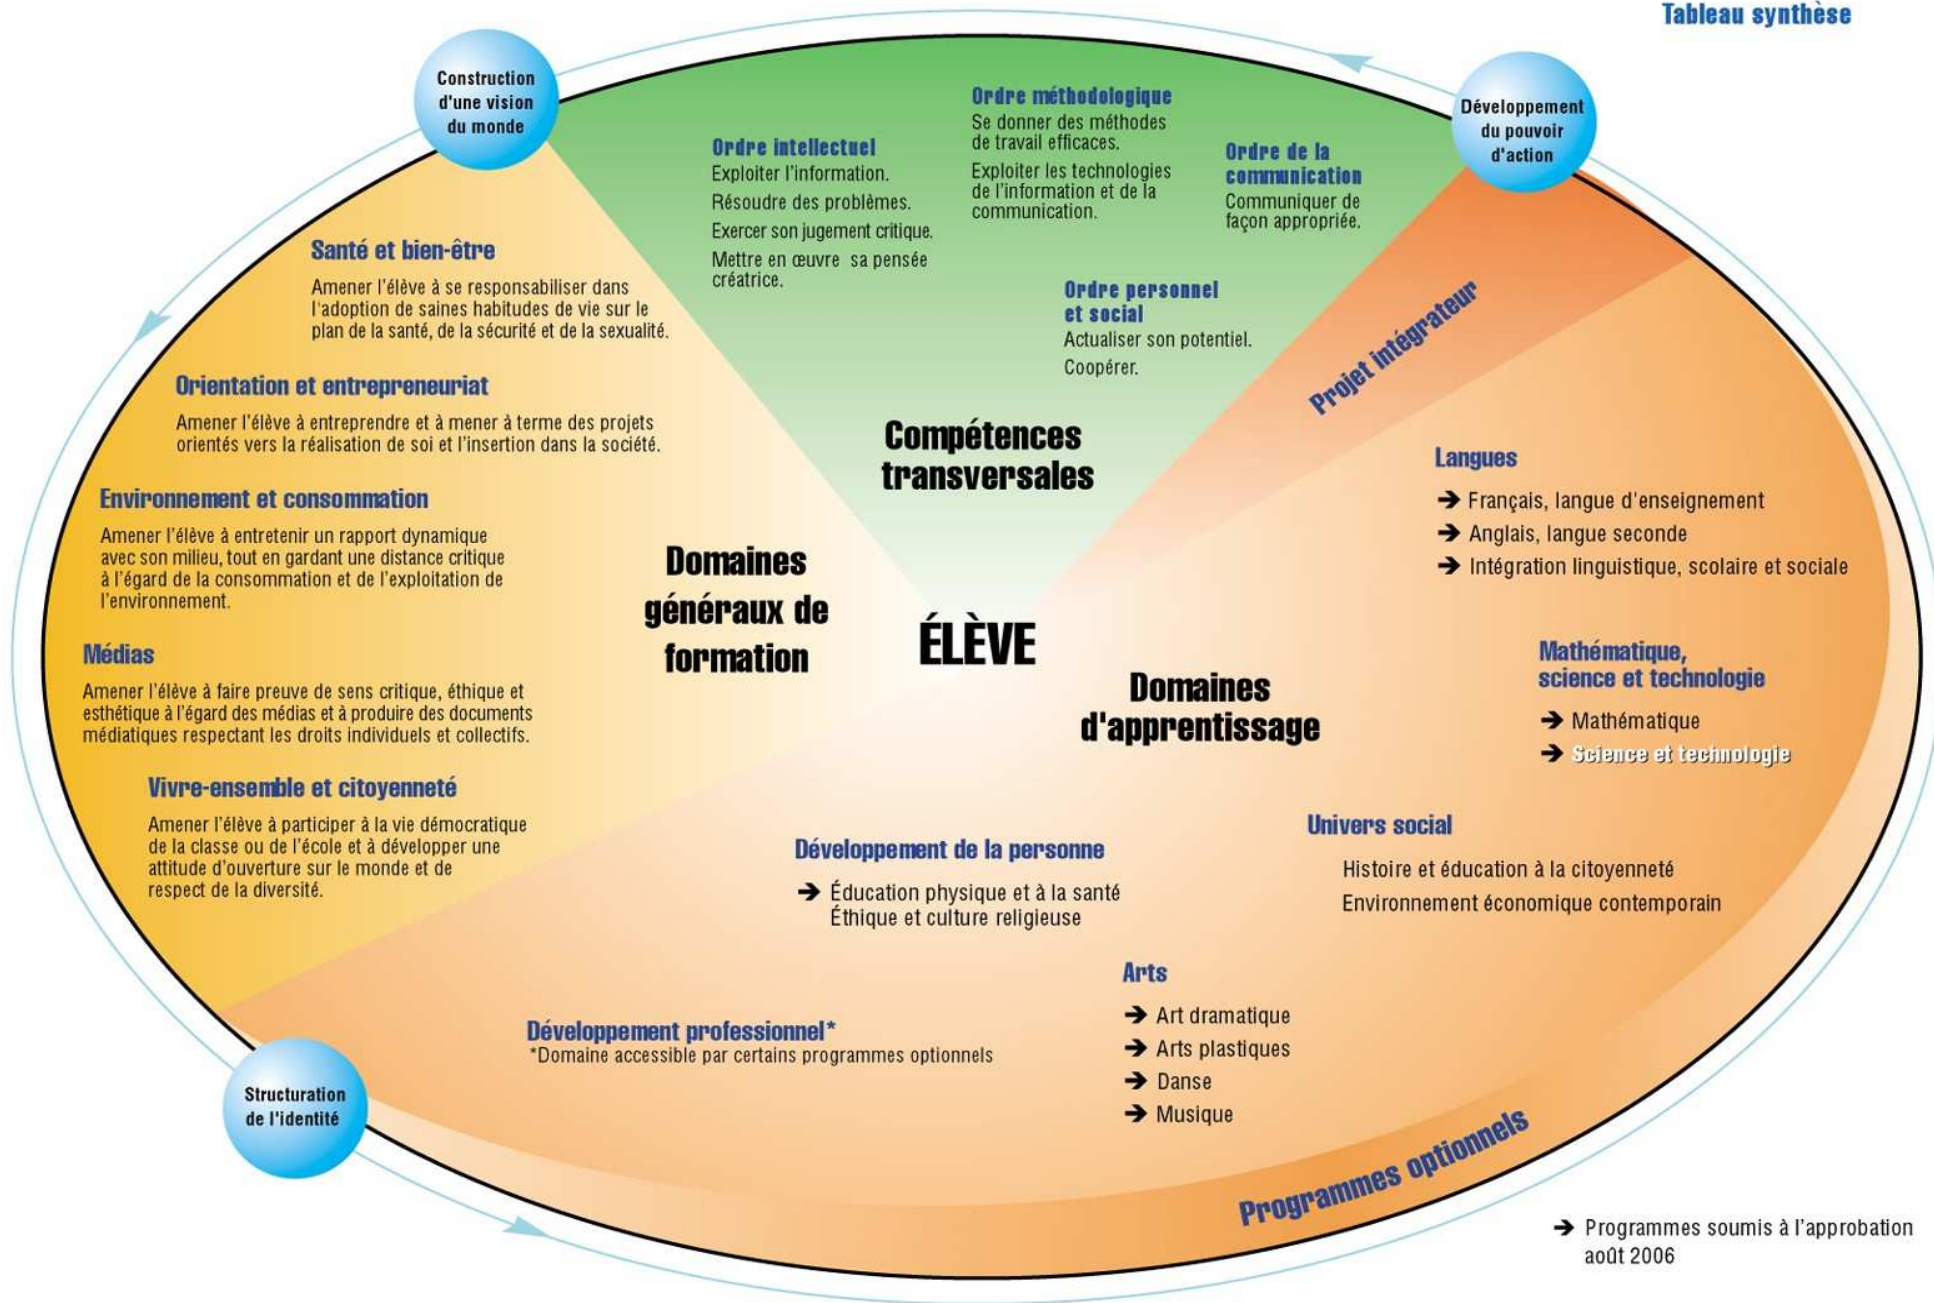 Tableau synthèse
Construction
d'une vision
du monde
Développement
du pouvoir
d'action
Ordre intellectuel
Exploiter l'information.
Résoudre des problèmes.
Exercer son jugement critique.
Mettre en œuvre sa pensée
créatrice.
Ordre méthodologique
Se donner des méthodes
de travail efficaces.
Exploiter les technologies
de l'information et de la
communication.
Ordre de la
communication
Communiquer de
façon appropriée.
Ordre personnel
et social
Actualiser son potentiel.
Coopérer.
Compétences
transversales
Projet intégrateur
Santé et bien-être
Amener l'élève à se responsabiliser dans
l'adoption de saines habitudes de vie sur le
plan de la santé, de la sécurité et de la sexualité.
Orientation et entrepreneuriat
Amener l'élève à entreprendre et à mener à terme des projets
orientés vers la réalisation de soi et l'insertion dans la société.
Environnement et consommation
Amener l'élève à entretenir un rapport dynamique
avec son milieu, tout en gardant une distance critique
à l'égard de la consommation et de l'exploitation de
l'environnement.
Médias
Amener l'élève à faire preuve de sens critique, éthique et
esthétique à l'égard des médias et à produire des documents
médiatiques respectant les droits individuels et collectifs.
Vivre-ensemble et citoyenneté
Amener l'élève à participer à la vie démocratique
de la classe ou de l'école et à développer une
attitude d'ouverture sur le monde et de
respect de la diversité.
Domaines
généraux de
formation
ÉLÈVE
Domaines
d'apprentissage
Langues
➔ Français, langue d'enseignement
➔ Anglais, langue seconde
➔ Intégration linguistique, scolaire et sociale
Mathématique,
science et technologie
➔ Mathématique
➔ Science et technologie
Univers social
Histoire et éducation à la citoyenneté
Environnement économique contemporain
Développement de la personne
➔ Éducation physique et à la santé
Éthique et culture religieuse
Arts
➔ Art dramatique
➔ Arts plastiques
➔ Danse
➔ Musique
Développement professionnel*
*Domaine accessible par certains programmes optionnels
Structuration
de l'identité
Programmes optionnels
➔ Programmes soumis à l'approbation
août 2006